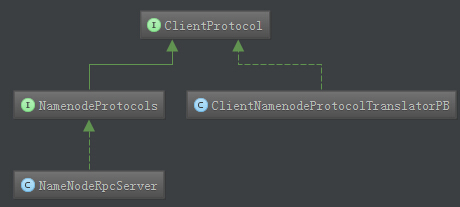 I ClientProtocol
I NamenodeProtocols
C ClientNamenodeProtocolTranslatorPB
C NameNodeRpcServer